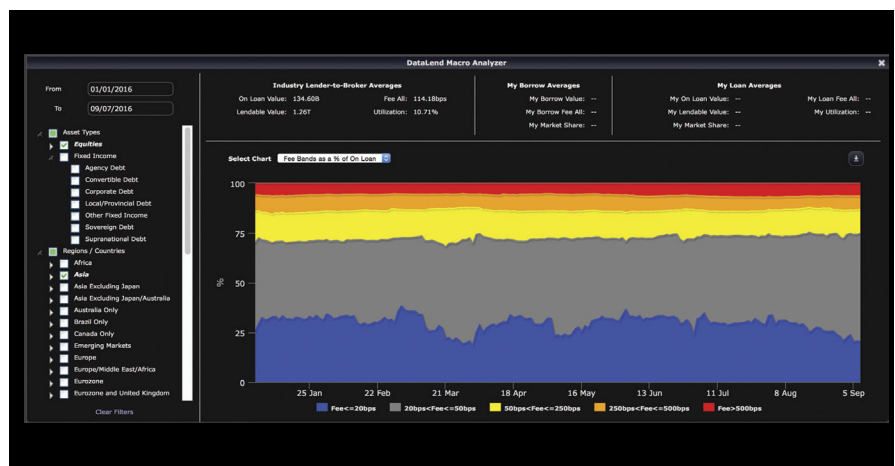 DataLend Macro Analyzer
From 01/01/2016
To 09/07/2016
Asset Types
Equities
Fixed Income
Agency Debt
Convertible Debt
Corporate Debt
Local/Provincial Debt
Other Fixed Income
Sovereign Debt
Supranational Debt
Regions / Countries
Africa
Asia
Asia Excluding Japan
Asia Excluding Japan/Australia
Australia Only
Brazil Only
Canada Only
Emerging Markets
Europe
Europe/Middle East/Africa
Eurozone
Eurozone and United Kingdom
Clear Filters
Industry Lender-to-Broker Averages
On Loan Value: 134.60B Fee All: 114.18bps
Lendable Value: 1.26T Utilization: 10.71%
My Borrow Averages
My Borrow Value: --
My Borrow Fee All: --
My Market Share: --
My Loan Averages
My On Loan Value: -- My Loan Fee All: --
My Lendable Value: -- My Utilization: --
My Market Share: --
Select Chart Fee Bands as a % of On Loan
100
75
50
25
0
%
25 Jan 22 Feb 21 Mar 18 Apr 16 May 13 Jun 11 Jul 8 Aug 5 Sep
Fee<=20bps 20bps<Fee<=50bps 50bps<Fee<=250bps 250bps<Fee<=500bps Fee>500bps